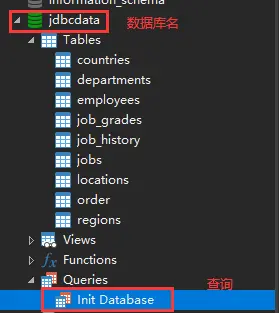 information_schema
jdbcdata 数据库名
Tables
countries
departments
employees
job_grades
job_history
jobs
locations
order
regions
Views
Functions
Queries 查询
Init Database